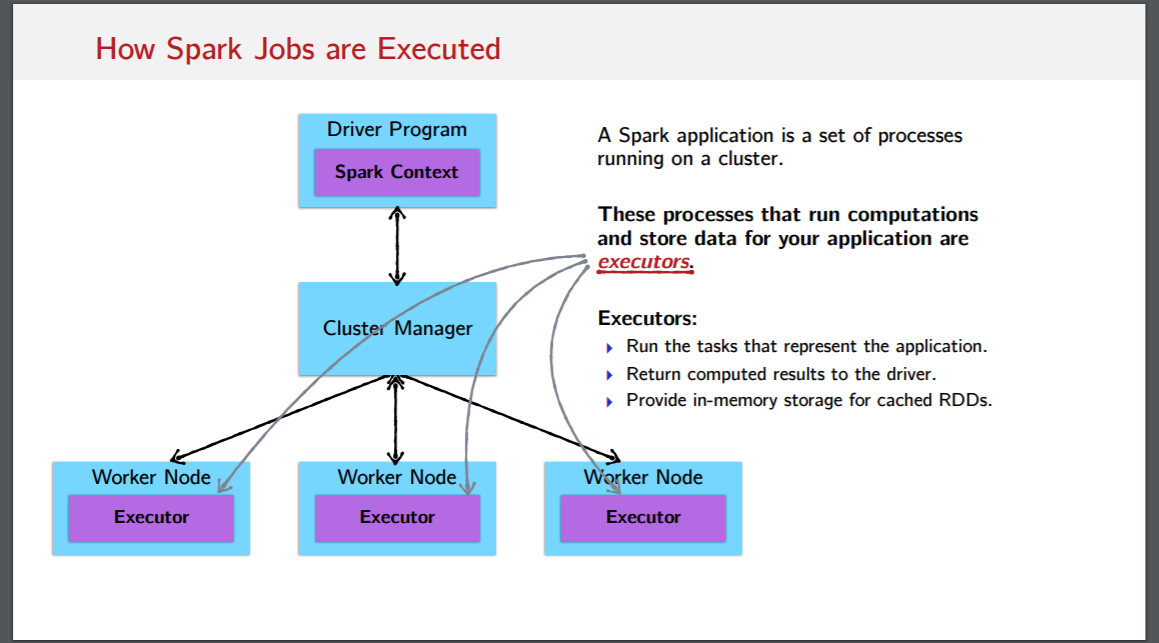 How Spark Jobs are Executed
Driver Program
Spark Context
Cluster Manager
Worker Node
Executor
Worker Node
Executor
Worker Node
Executor
A Spark application is a set of processes
running on a cluster.
These processes that run computations
and store data for your application are
executors.
Executors:
Run the tasks that represent the application.
Return computed results to the driver.
Provide in-memory storage for cached RDDs.